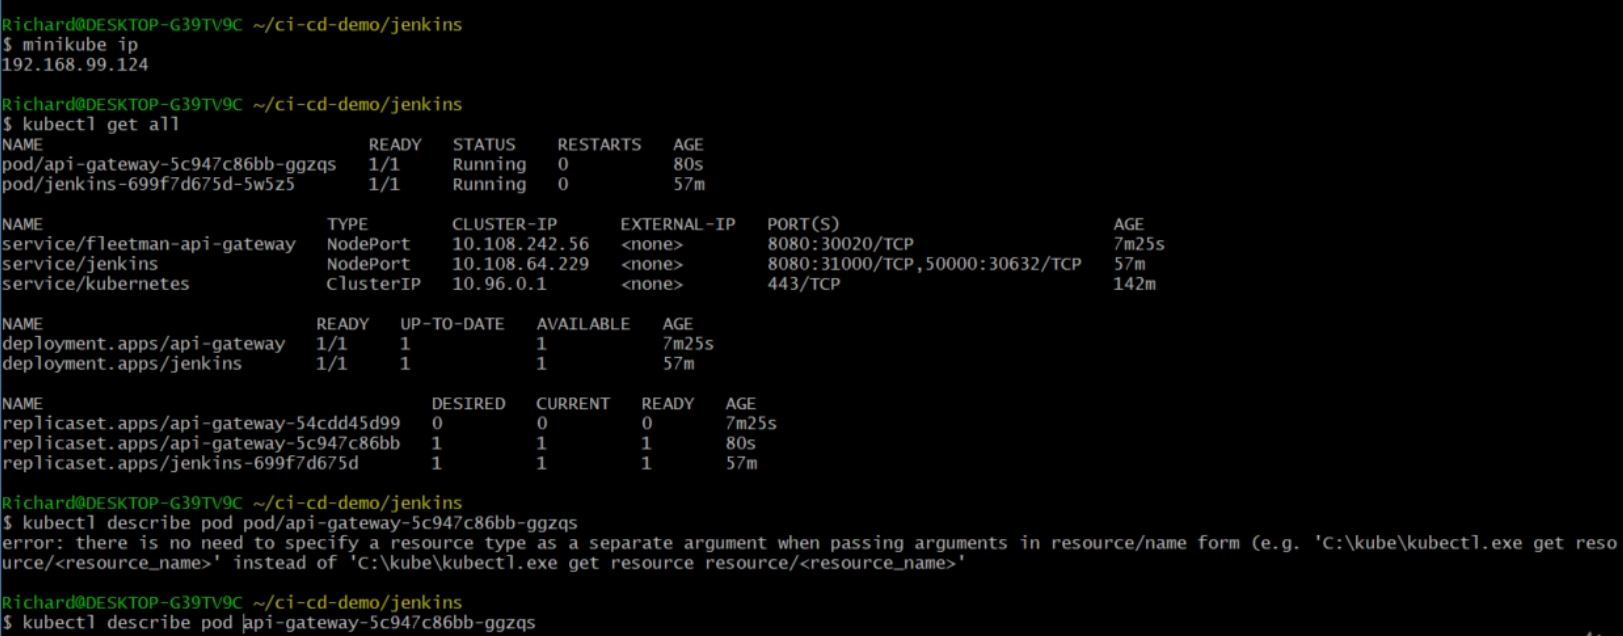 Richard@DESKTOP-G39TV9C ~/ci-cd-demo/jenkins
$ minikube ip
192.168.99.124
Richard@DESKTOP-G39TV9C ~/ci-cd-demo/jenkins
$ kubectl get all
NAME READY STATUS RESTARTS AGE
pod/api-gateway-5c947c86bb-ggzqs 1/1 Running 0 80s
pod/jenkins-699f7d675d-5w5z5 1/1 Running 0 57m
NAME TYPE CLUSTER-IP EXTERNAL-IP PORT(S) AGE
service/fleetman-api-gateway NodePort 10.108.242.56 <none> 8080:30020/TCP 7m25s
service/jenkins NodePort 10.108.64.229 <none> 8080:31000/TCP,50000:30632/TCP 57m
service/kubernetes ClusterIP 10.96.0.1 <none> 443/TCP 142m
NAME READY UP-TO-DATE AVAILABLE AGE
deployment.apps/api-gateway 1/1 1 1 7m25s
deployment.apps/jenkins 1/1 1 1 57m
NAME DESIRED CURRENT READY AGE
replicaset.apps/api-gateway-54cdd45d99 0 0 0 7m25s
replicaset.apps/api-gateway-5c947c86bb 1 1 1 80s
replicaset.apps/jenkins-699f7d675d 1 1 1 57m
Richard@DESKTOP-G39TV9C ~/ci-cd-demo/jenkins
$ kubectl describe pod pod/api-gateway-5c947c86bb-ggzqs
error: there is no need to specify a resource type as a separate argument when passing arguments in resource/name form (e.g. 'C:\kube\kubectl.exe get reso
urce/<resource_name>' instead of 'C:\kube\kubectl.exe get resource resource/<resource_name>'
Richard@DESKTOP-G39TV9C ~/ci-cd-demo/jenkins
$ kubectl describe pod api-gateway-5c947c86bb-ggzqs